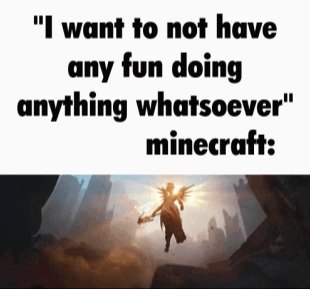 "I want to not have
any fun doing
anything whatsoever"
minecraft: